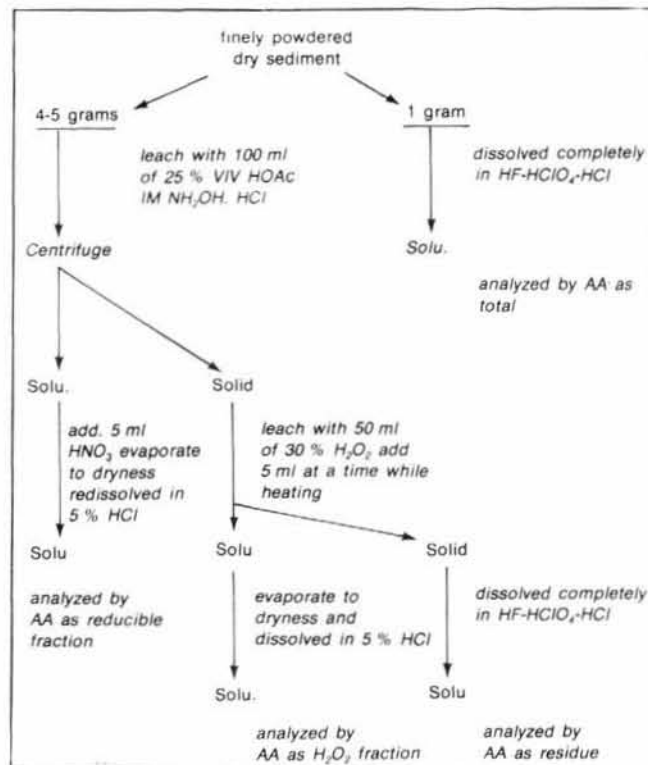 finely powdered
dry sediment
4-5 grams
1 gram
leach with 100 ml
of 25 % VIV HOAc
IM NH₂OH. HCl
dissolved completely
in HF-HClO₄-HCl
Centrifuge
Solu.
analyzed by AA as
total
Solu.
Solid
add. 5 ml
HNO₃ evaporate
to dryness
redissolved in
5 % HCl
leach with 50 ml
of 30 % H₂O₂ add
5 ml at a time while
heating
Solu
Solu
Solid
analyzed by
AA as reducible
fraction
evaporate to
dryness and
dissolved in 5 % HCl
dissolved completely
in HF-HClO₄-HCl
Solu.
Solu
analyzed by
AA as H₂O₂ fraction
analyzed by
AA as residue